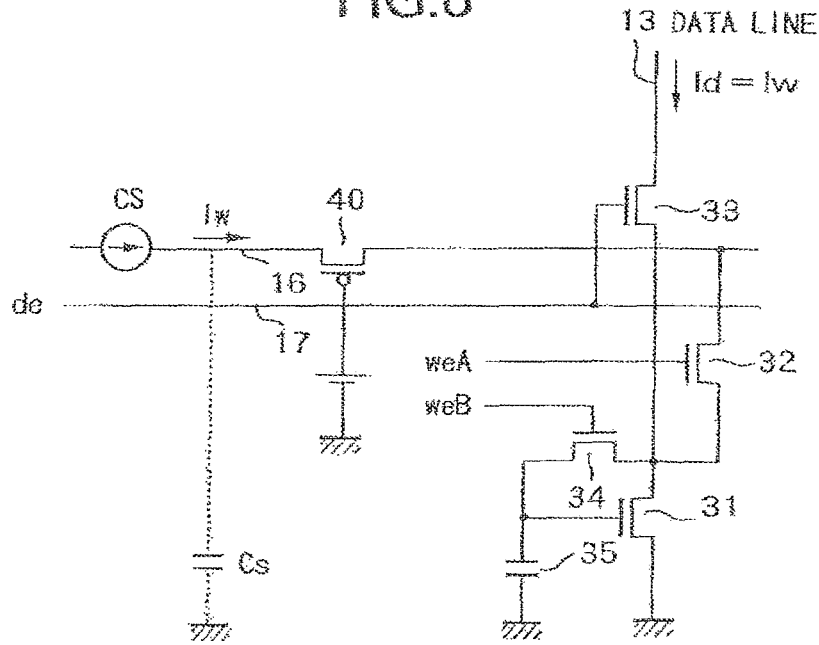 13 DATA LINE
Id = Iw
CS
Iw
40
33
16
de
17
weA
32
weB
34
31
35
Cs